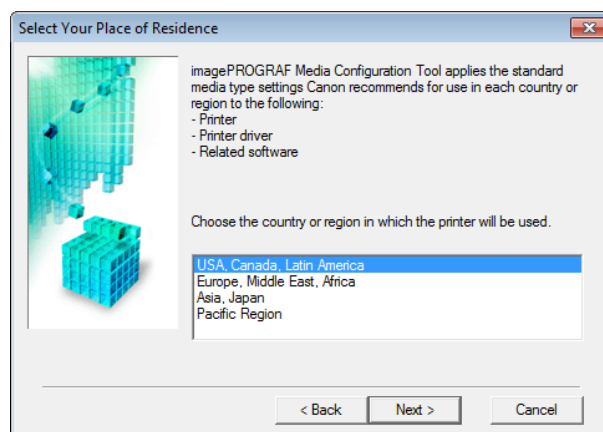 Select Your Place of Residence
imagePROGRAF Media Configuration Tool applies the standard
media type settings Canon recommends for use in each country or
region to the following:
- Printer
- Printer driver
- Related software
Choose the country or region in which the printer will be used.
USA, Canada, Latin America
Europe, Middle East, Africa
Asia, Japan
Pacific Region
< Back
Next >
Cancel